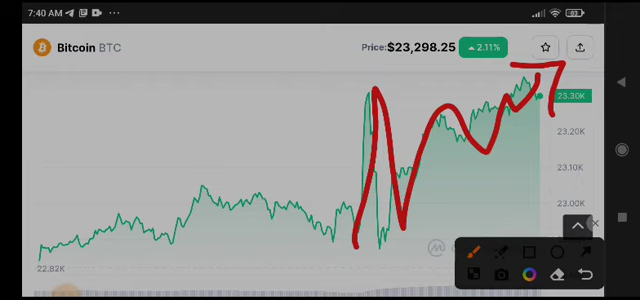 7:40 AM
Bitcoin BTC
Price: $23,298.25 2.11%
23.30K
23.20K
23.10K
23.00K
22.82K